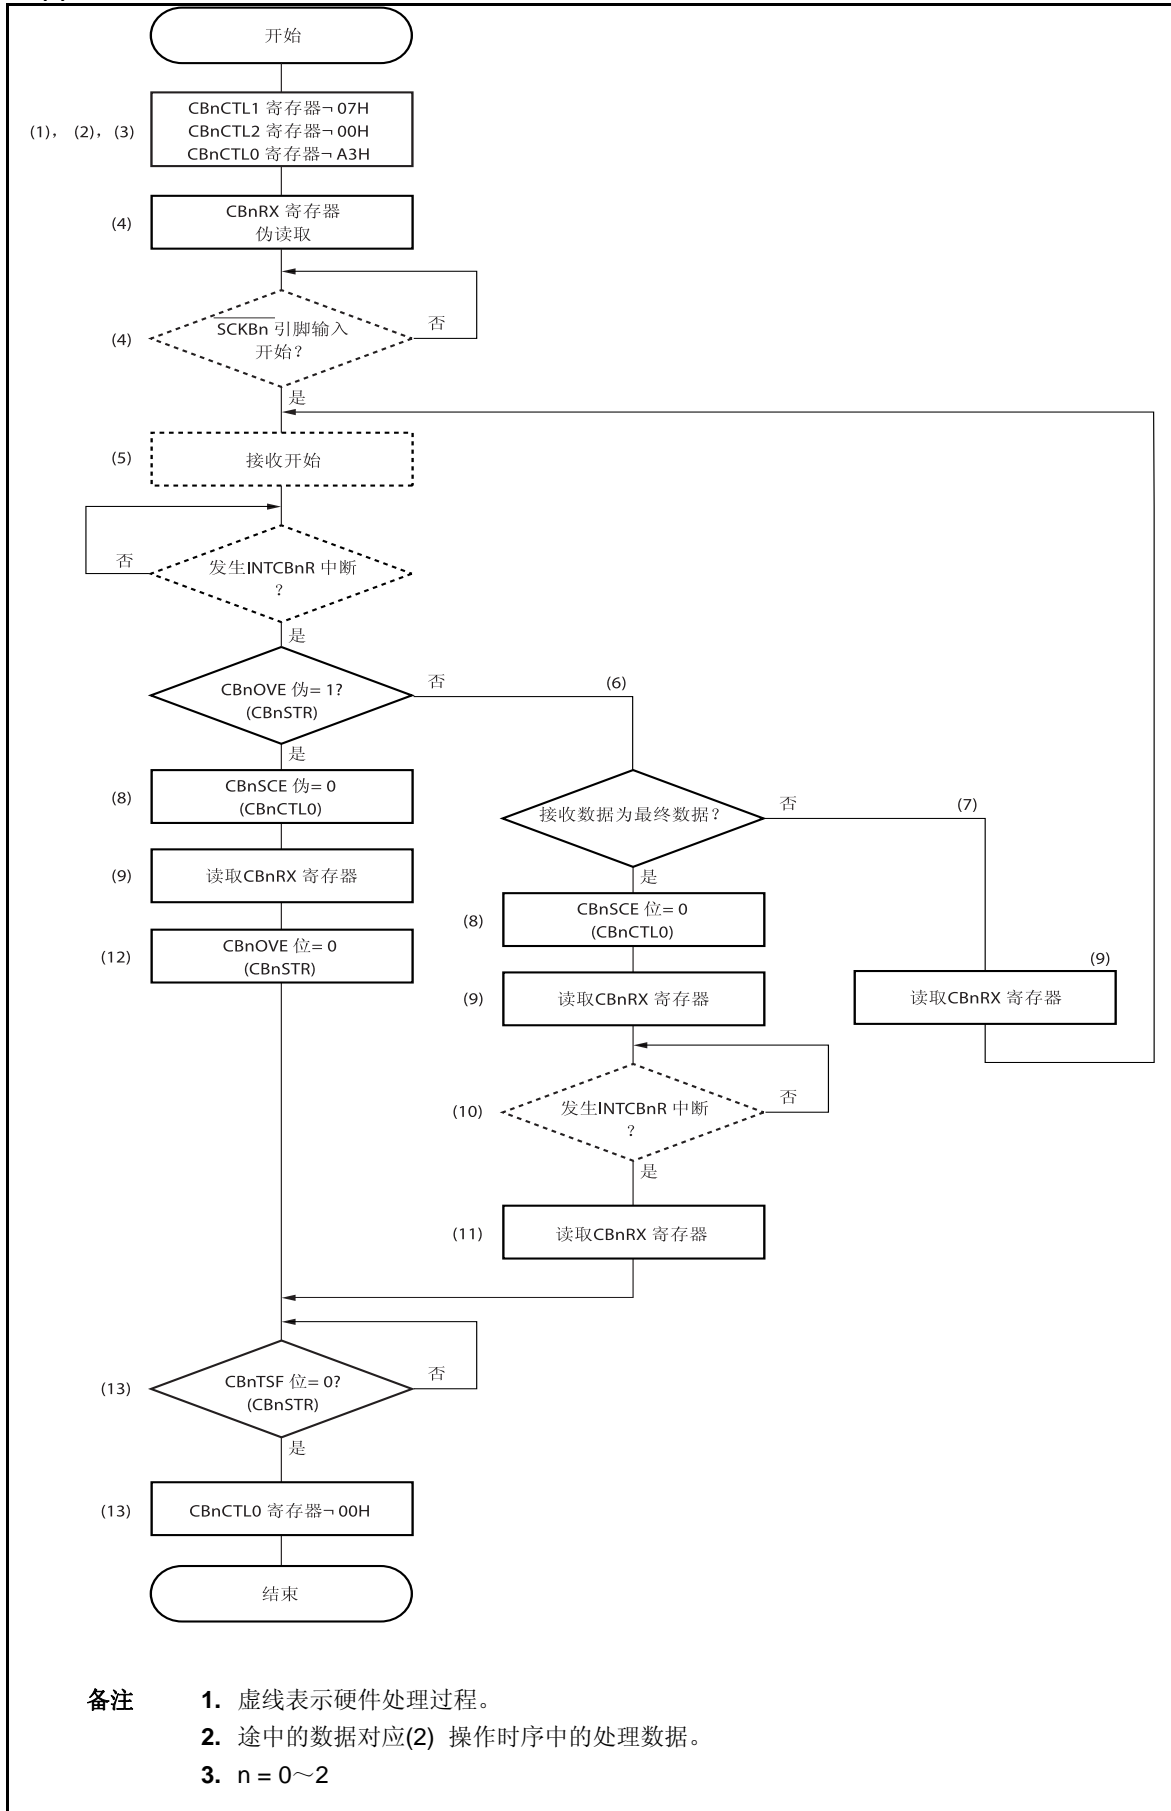 开始
(1)， (2)，(3)
CBnCTL1 寄存器¬ 07H
CBnCTL2 寄存器¬ 00H
CBnCTL0 寄存器¬ A3H
(4)
CBnRX 寄存器
伪读取
(4)
SCKBn 引脚输入
开始?
否
是
(5)
接收开始
否
发生INTCBnR 中断
?
是
CBnOVE 伪= 1?
(CBnSTR)
否
(6)
是
(8)
CBnSCE 伪= 0
(CBnCTL0)
接收数据为最终数据?
否
(7)
是
(9)
读取CBnRX 寄存器
(8)
CBnSCE 位= 0
(CBnCTL0)
(12)
CBnOVE 位= 0
(CBnSTR)
(9)
读取CBnRX 寄存器
(9)
读取CBnRX 寄存器
(10)
发生INTCBnR 中断
?
否
是
(11)
读取CBnRX 寄存器
(13)
CBnTSF 位= 0?
(CBnSTR)
否
是
(13)
CBnCTL0 寄存器¬ 00H
结束
备注 1. 虚线表示硬件处理过程。
2. 途中的数据对应(2) 操作时序中的处理数据。
3. n = 0～2